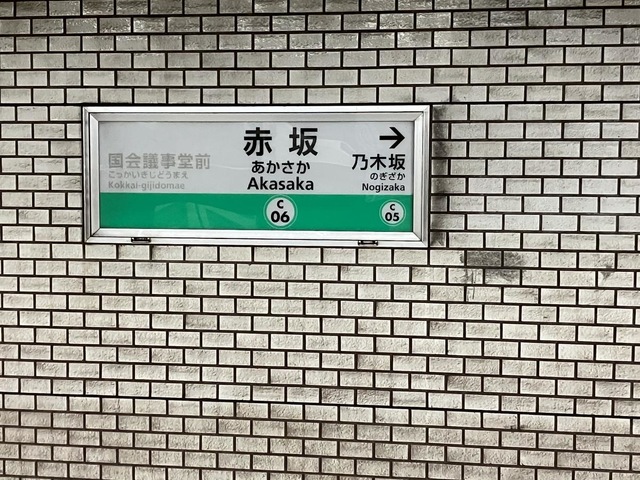 国会議事堂前
こっかいぎじどうまえ
Kokkai-gijidomae
赤坂
あかさか
Akasaka
C
06
→
乃木坂
のぎざか
Nogizaka
C
05